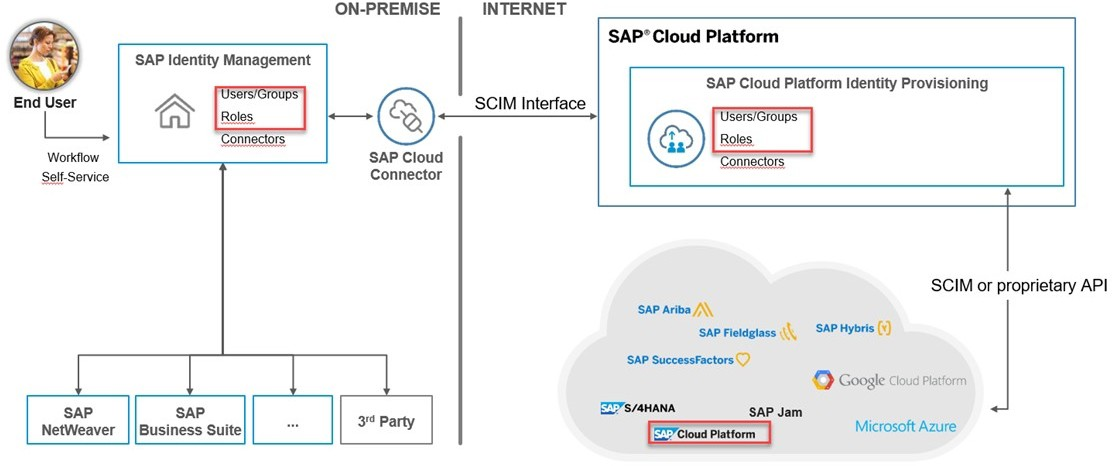 ON-PREMISE
INTERNET
End User
Workflow
Self-Service
SAP Identity Management
Users/Groups
Roles
Connectors
SAP Cloud
Connector
SCIM Interface
SAP® Cloud Platform
SAP Cloud Platform Identity Provisioning
Users/Groups
Roles
Connectors
SCIM or proprietary API
SAP
NetWeaver
SAP
Business Suite
...
3rd Party
SAP Ariba
SAP Fieldglass
SAP Hybris
SAP SuccessFactors
Google Cloud Platform
SAP S/4HANA
SAP Jam
SAP Cloud Platform
Microsoft Azure